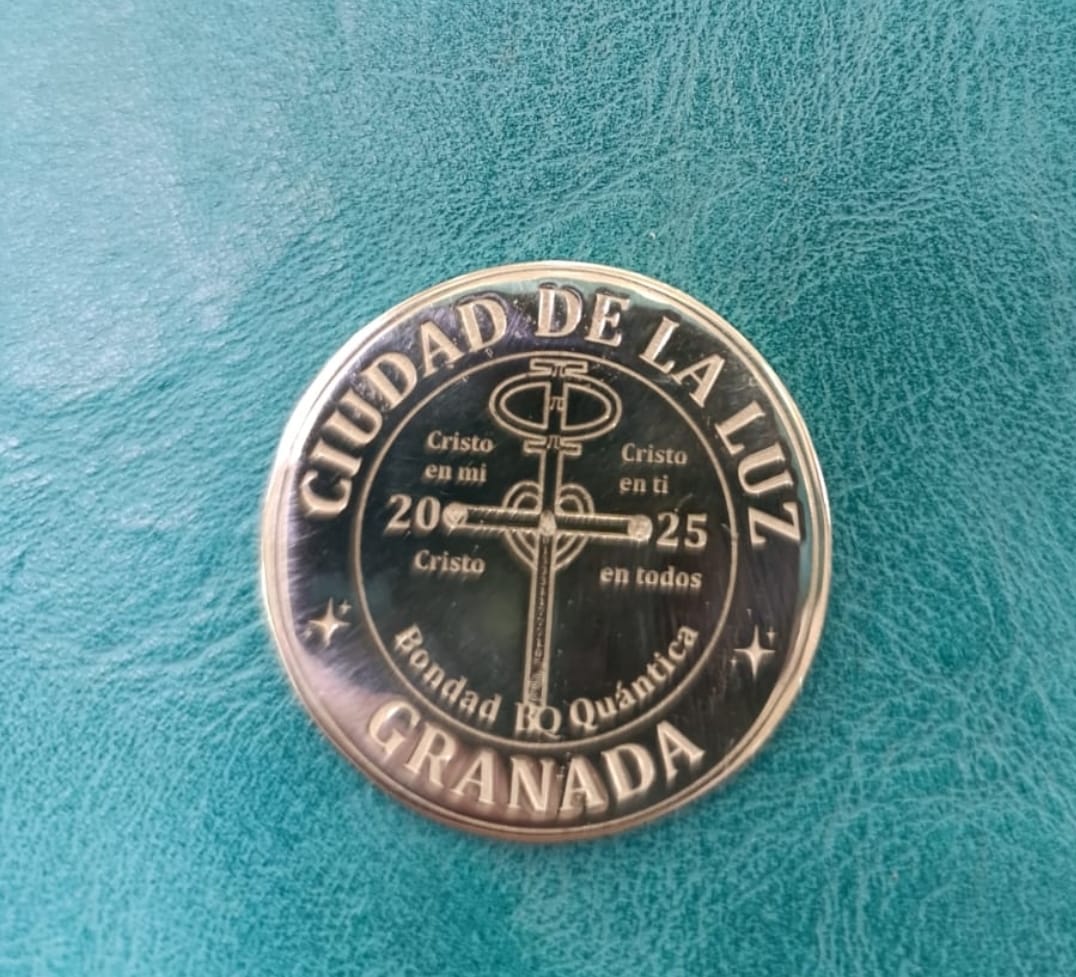 CIUDAD DE LA LUZ
π
Cristo
en mi
Cristo
en ti
20 25
Cristo en todos
Bondad BQ Quántica
GRANADA